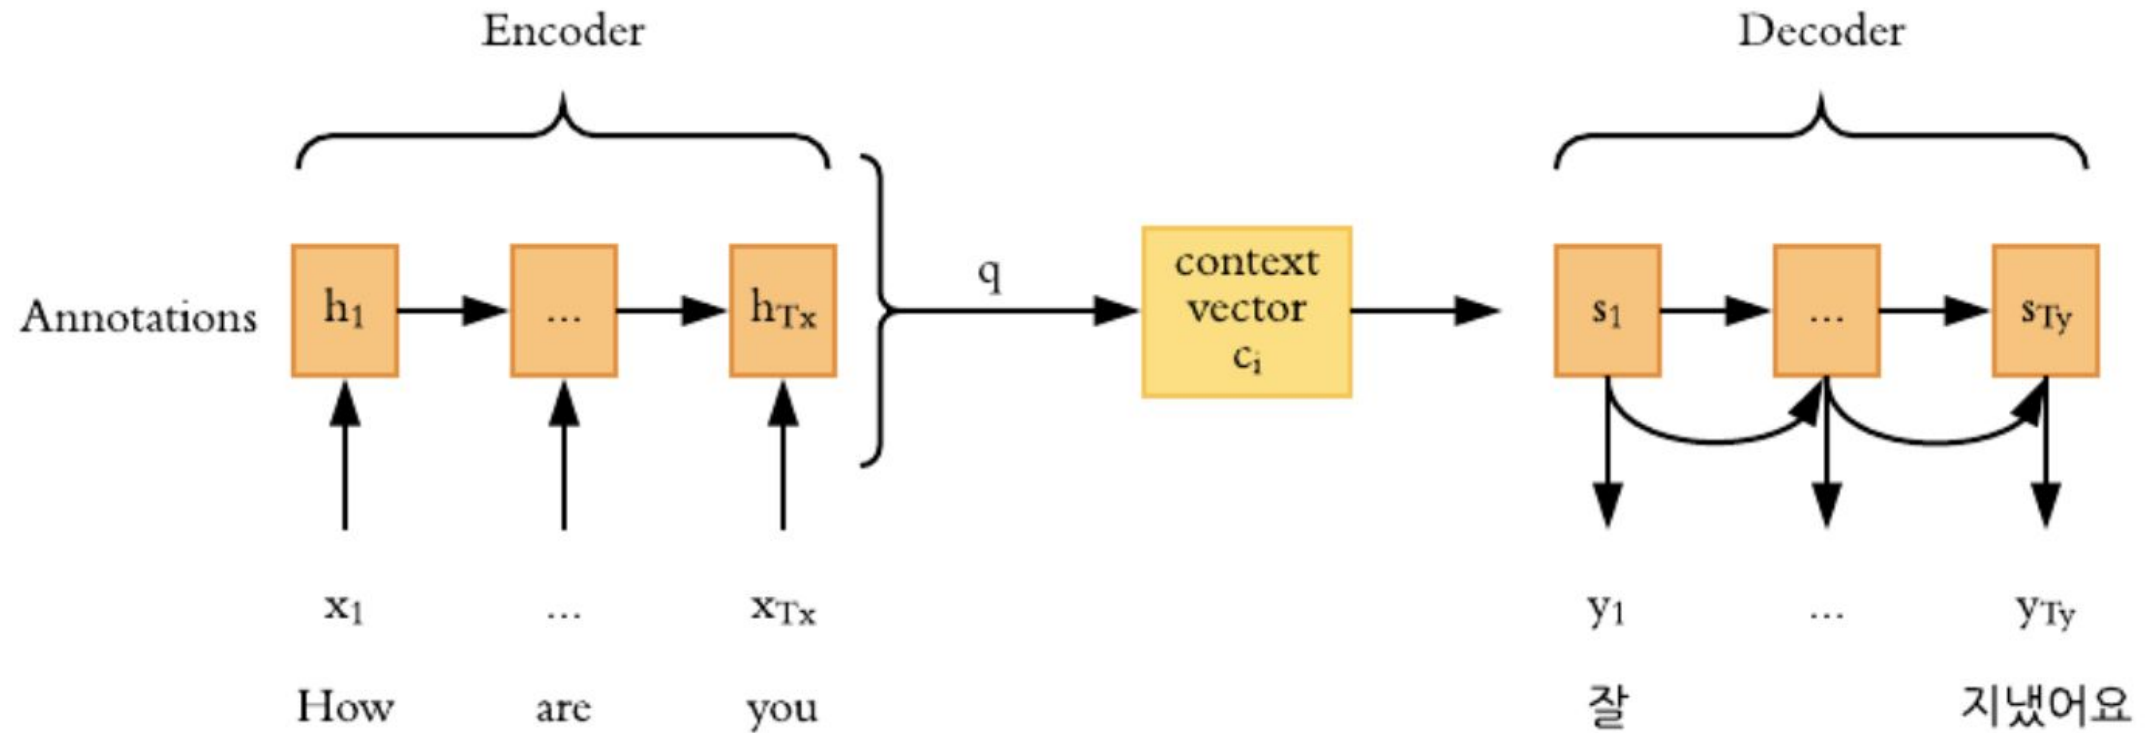 Encoder
Decoder
Annotations
h1
...
hTx
q
context
vector
ci
s1
...
sTy
x1
...
xTx
y1
...
yTy
How
are
you
잘
지냈어요